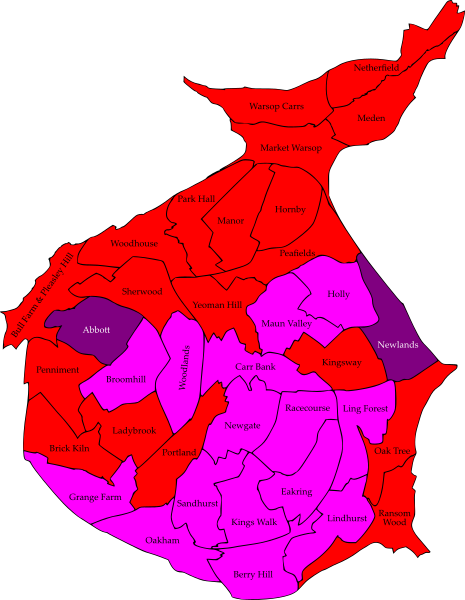 Netherfield
Warsop Carrs
Meden
Market Warsop
Park Hall
Hornby
Manor
Woodhouse
Peafields
Bull Farm & Pleasley Hill
Sherwood
Holly
Yeoman Hill
Maun Valley
Abbott
Newlands
Woodlands
Kingsway
Carr Bank
Penniment
Broomhill
Racecourse
Ling Forest
Newgate
Ladybrook
Brick Kiln
Portland
Oak Tree
Eakring
Grange Farm
Sandhurst
Ransom
Wood
Lindhurst
Kings Walk
Oakham
Berry Hill